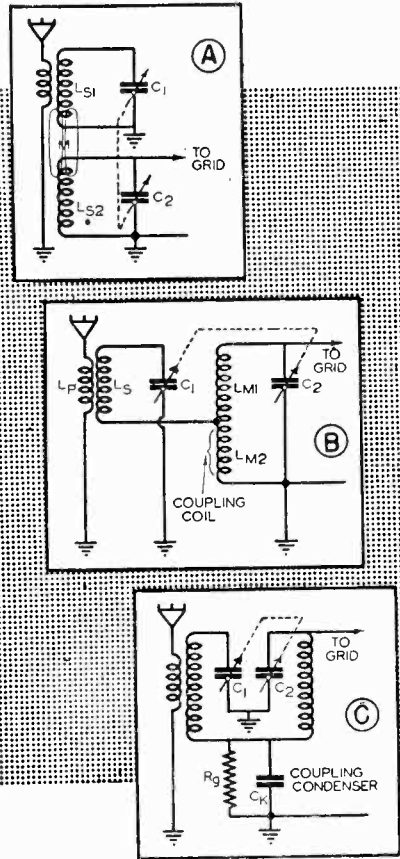 A
LS1
C1
M
TO
GRID
LS2
C2
TO
GRID
LP
LS
C1
LM1
C2
LM2
B
COUPLING
COIL
TO
GRID
C1
C2
C
Rg
CK
COUPLING
CONDENSER